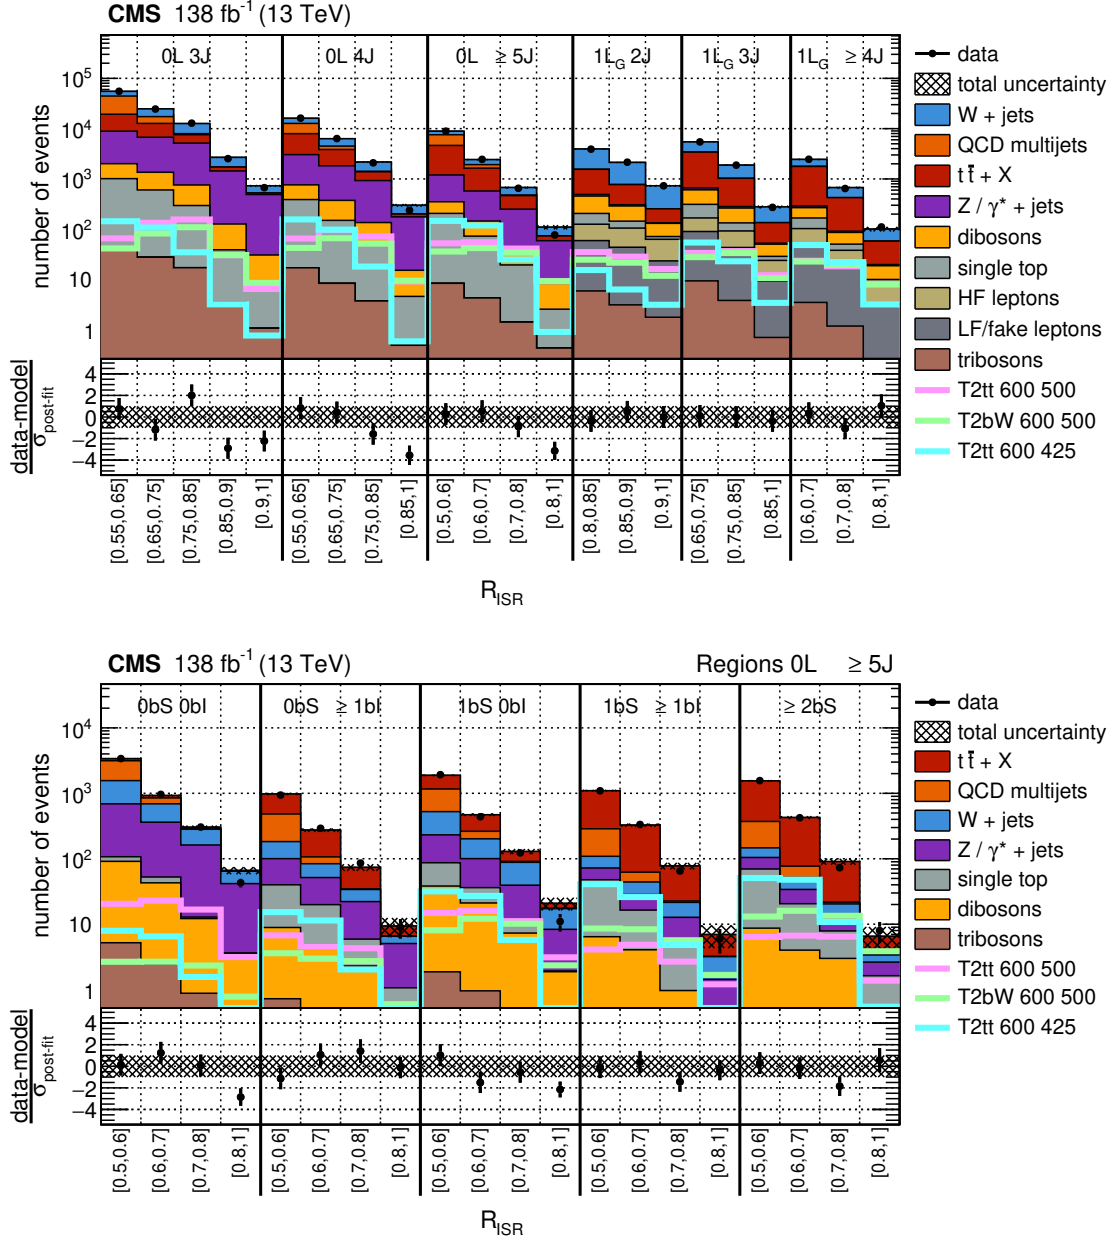 CMS 138 fb⁻¹ (13 TeV)
0L 3J 0L 4J 0L ≥ 5J 1L_G 2J 1L_G 3J 1L_G ≥ 4J
number of events
10⁵
10⁴
10³
10²
10
1
data
total uncertainty
W + jets
QCD multijets
tt̄ + X
Z / γ* + jets
dibosons
single top
HF leptons
LF/fake leptons
tribosons
T2tt 600 500
T2bW 600 500
T2tt 600 425
data-model
σ_post-fit
4
2
0
−2
−4
[0.55,0.65] [0.65,0.75] [0.75,0.85] [0.85,0.9] [0.9,1] [0.55,0.65] [0.65,0.75] [0.75,0.85] [0.85,1] [0.5,0.6] [0.6,0.7] [0.7,0.8] [0.8,1] [0.8,0.85] [0.85,0.9] [0.9,1] [0.65,0.75] [0.75,0.85] [0.85,1] [0.6,0.7] [0.7,0.8] [0.8,1]
R_ISR
CMS 138 fb⁻¹ (13 TeV) Regions 0L ≥ 5J
0bS 0bI 0bS ≥ 1bI 1bS 0bI 1bS ≥ 1bI ≥ 2bS
number of events
10⁴
10³
10²
10
1
data
total uncertainty
tt̄ + X
QCD multijets
W + jets
Z / γ* + jets
single top
dibosons
tribosons
T2tt 600 500
T2bW 600 500
T2tt 600 425
data-model
σ_post-fit
4
2
0
−2
−4
[0.5,0.6] [0.6,0.7] [0.7,0.8] [0.8,1] [0.5,0.6] [0.6,0.7] [0.7,0.8] [0.8,1] [0.5,0.6] [0.6,0.7] [0.7,0.8] [0.8,1] [0.5,0.6] [0.6,0.7] [0.7,0.8] [0.8,1] [0.5,0.6] [0.6,0.7] [0.7,0.8] [0.8,1]
R_ISR